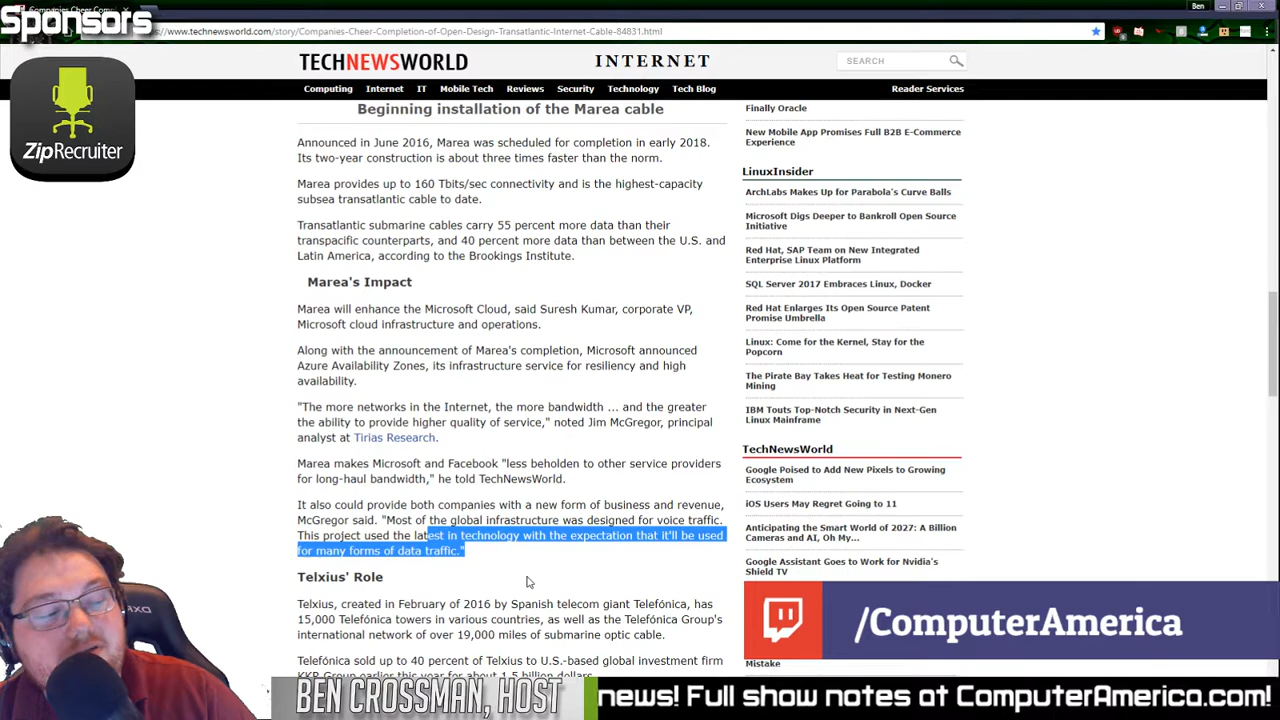 Companies Cheer Com
Ben
Sponsors
www.technewsworld.com/story/Companies-Cheer-Completion-of-Open-Design-Transatlantic-Internet-Cable-84831.html
TECHNEWSWORLD
INTERNET
SEARCH
Computing Internet IT Mobile Tech Reviews Security Technology Tech Blog Reader Services
ZipRecruiter
Beginning installation of the Marea cable
Announced in June 2016, Marea was scheduled for completion in early 2018.
Its two-year construction is about three times faster than the norm.
Marea provides up to 160 Tbits/sec connectivity and is the highest-capacity
subsea transatlantic cable to date.
Transatlantic submarine cables carry 55 percent more data than their
transpacific counterparts, and 40 percent more data than between the U.S. and
Latin America, according to the Brookings Institute.
Marea's Impact
Marea will enhance the Microsoft Cloud, said Suresh Kumar, corporate VP,
Microsoft cloud infrastructure and operations.
Along with the announcement of Marea's completion, Microsoft announced
Azure Availability Zones, its infrastructure service for resiliency and high
availability.
"The more networks in the Internet, the more bandwidth ... and the greater
the ability to provide higher quality of service," noted Jim McGregor, principal
analyst at Tirias Research.
Marea makes Microsoft and Facebook "less beholden to other service providers
for long-haul bandwidth," he told TechNewsWorld.
It also could provide both companies with a new form of business and revenue,
McGregor said. "Most of the global infrastructure was designed for voice traffic.
This project used the latest in technology with the expectation that it'll be used
for many forms of data traffic."
Telxius' Role
Telxius, created in February of 2016 by Spanish telecom giant Telefónica, has
15,000 Telefónica towers in various countries, as well as the Telefónica Group's
international network of over 19,000 miles of submarine optic cable.
Telefónica sold up to 40 percent of Telxius to U.S.-based global investment firm
KKR Group earlier this year for about 1.5 billion dollars.
Finally Oracle
New Mobile App Promises Full B2B E-Commerce
Experience
LinuxInsider
ArchLabs Makes Up for Parabola's Curve Balls
Microsoft Digs Deeper to Bankroll Open Source
Initiative
Red Hat, SAP Team on New Integrated
Enterprise Linux Platform
SQL Server 2017 Embraces Linux, Docker
Red Hat Enlarges Its Open Source Patent
Promise Umbrella
Linux: Come for the Kernel, Stay for the
Popcorn
The Pirate Bay Takes Heat for Testing Monero
Mining
IBM Touts Top-Notch Security in Next-Gen
Linux Mainframe
TechNewsWorld
Google Poised to Add New Pixels to Growing
Ecosystem
iOS Users May Regret Going to 11
Anticipating the Smart World of 2027: A Billion
Cameras and AI, Oh My...
Google Assistant Goes to Work for Nvidia's
Shield TV
Mistake
/ComputerAmerica
BEN CROSSMAN, HOST
news! Full show notes at ComputerAmerica.com!